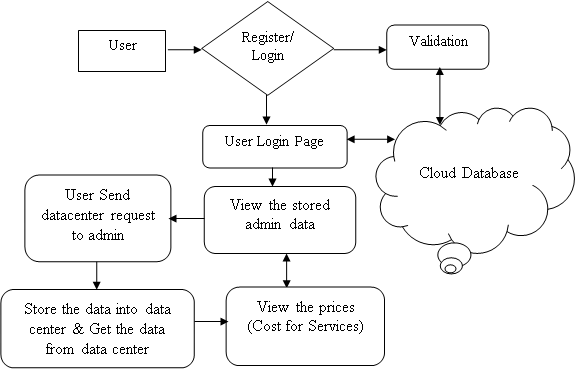 User
Register/
Login
Validation
User Login Page
Cloud Database
User Send
datacenter request
to admin
View the stored
admin data
Store the data into data
center & Get the data
from data center
View the prices
(Cost for Services)